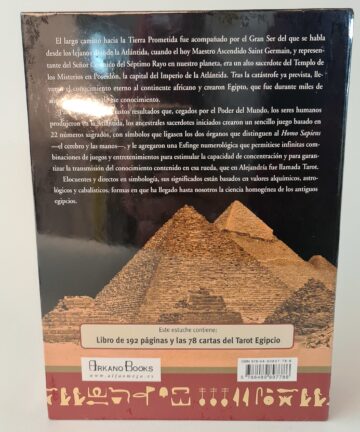 El largo camino hacia la Tierra Prometida fue acompañado por el Gran Ser del que se habla
desde los lejanos de la Atlántida, cuando el hoy Maestro Ascendido Saint Germain, y represen-
tante del Señor del Séptimo Rayo en nuestro planeta, era un alto sacerdote del Templo de
los Misterios en Poseidón, la capital del Imperio de la Atlántida. Tras la catástrofe ya prevista, lle-
varon el conocimiento eterno al continente africano y crearon Egipto, que fue durante miles de
conocimiento.
resultados que, cegados por el Poder del Mundo, los seres humanos
produjeron en la Atlántida, los ancestrales sacerdotes iniciados crearon un sencillo juego basado en
22 números sagrados, con símbolos que ligasen los dos órganos que distinguen al Homo Sapiens
—el cerebro y las manos—, y le agregaron una Esfinge numerológica que permitiese infinitas com-
binaciones de juegos y entretenimientos para estimular la capacidad de concentración y para garan-
tizar la transmisión del conocimiento contenido en esa rueda, que en Alejandría fue llamada Tarot.
Elocuentes y directos en simbología, sus significados están basados en valores alquímicos, astro-
lógicos y cabalísticos, formas en que ha llegado hasta nosotros la ciencia homogénea de los antiguos
egipcios.
Este estuche contiene:
Libro de 192 páginas y las 78 cartas del Tarot Egipcio
ARKANO BOOKS
www.alfaomega.es